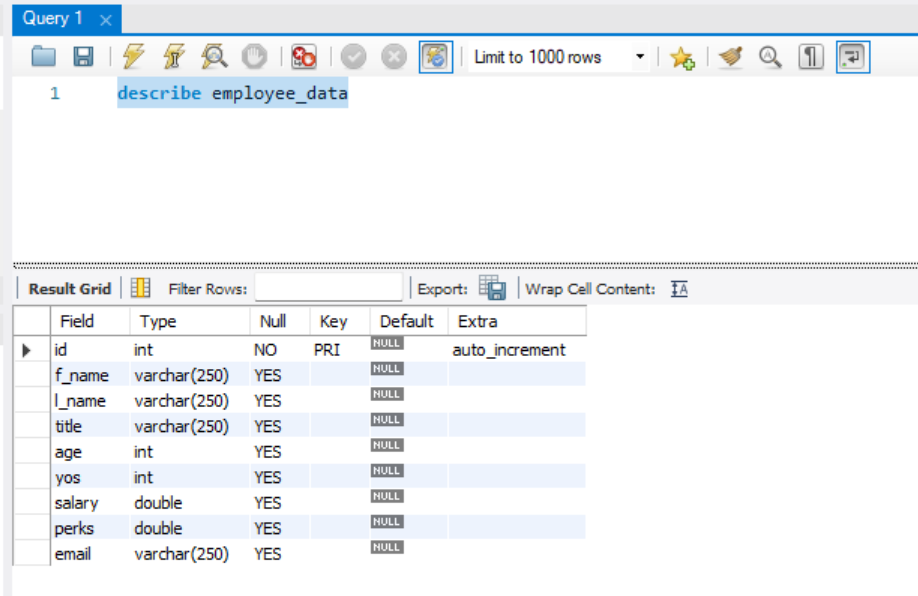 Query 1
Limit to 1000 rows
1 describe employee_data
Result Grid Filter Rows: Export: Wrap Cell Content:
Field Type Null Key Default Extra
id int NO PRI NULL auto_increment
f_name varchar(250) YES NULL
l_name varchar(250) YES NULL
title varchar(250) YES NULL
age int YES NULL
yos int YES NULL
salary double YES NULL
perks double YES NULL
email varchar(250) YES NULL